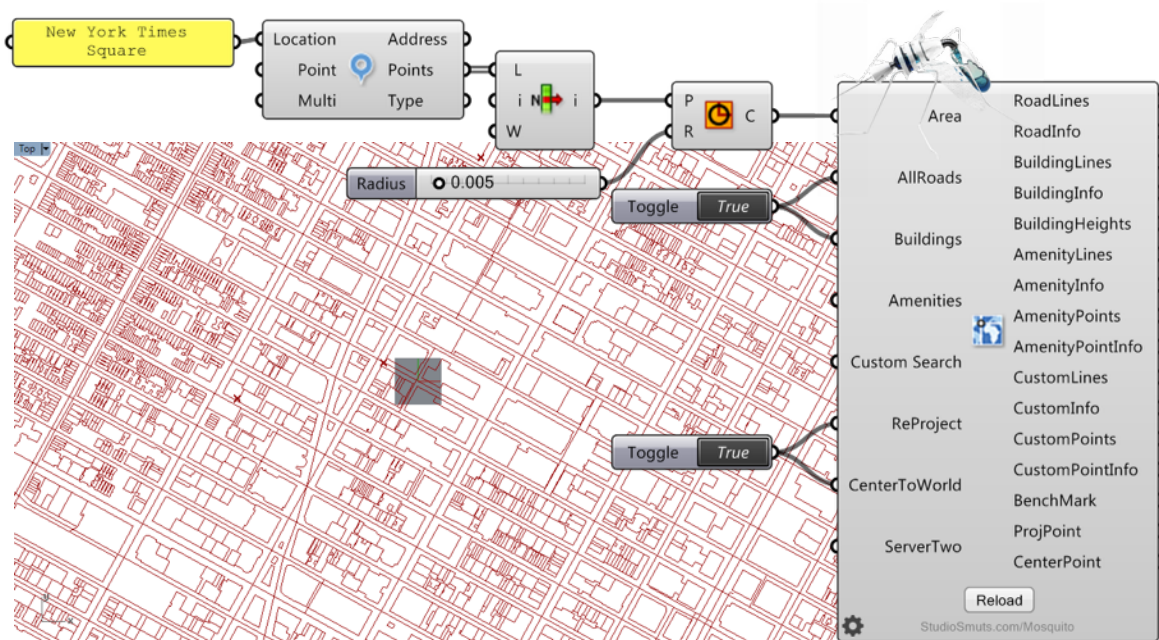 New York Times
Square
Location
Point
Multi
Address
Points
Type
L
i
W
N
i
P
R
C
Radius
0.005
Toggle
True
Toggle
True
Top
y
x
Area
AllRoads
Buildings
Amenities
Custom Search
ReProject
CenterToWorld
ServerTwo
RoadLines
RoadInfo
BuildingLines
BuildingInfo
BuildingHeights
AmenityLines
AmenityInfo
AmenityPoints
AmenityPointInfo
CustomLines
CustomInfo
CustomPoints
CustomPointInfo
BenchMark
ProjPoint
CenterPoint
Reload
StudioSmuts.com/Mosquito